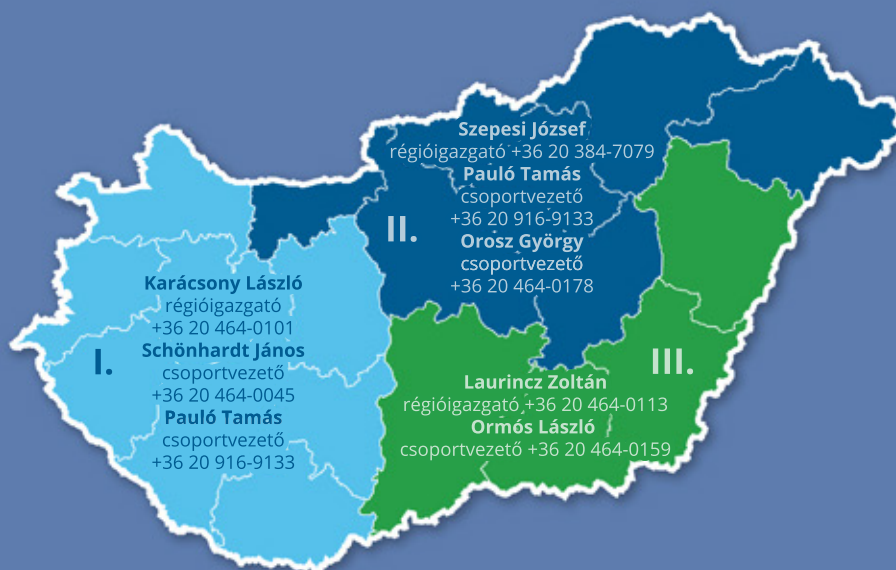 I.
Karácsony László
régióigazgató
+36 20 464-0101
Schönhardt János
csoportvezető
+36 20 464-0045
Pauló Tamás
csoportvezető
+36 20 916-9133
II.
Szepesi József
régióigazgató +36 20 384-7079
Pauló Tamás
csoportvezető
+36 20 916-9133
Orosz György
csoportvezető
+36 20 464-0178
III.
Laurincz Zoltán
régióigazgató +36 20 464-0113
Ormós László
csoportvezető +36 20 464-0159